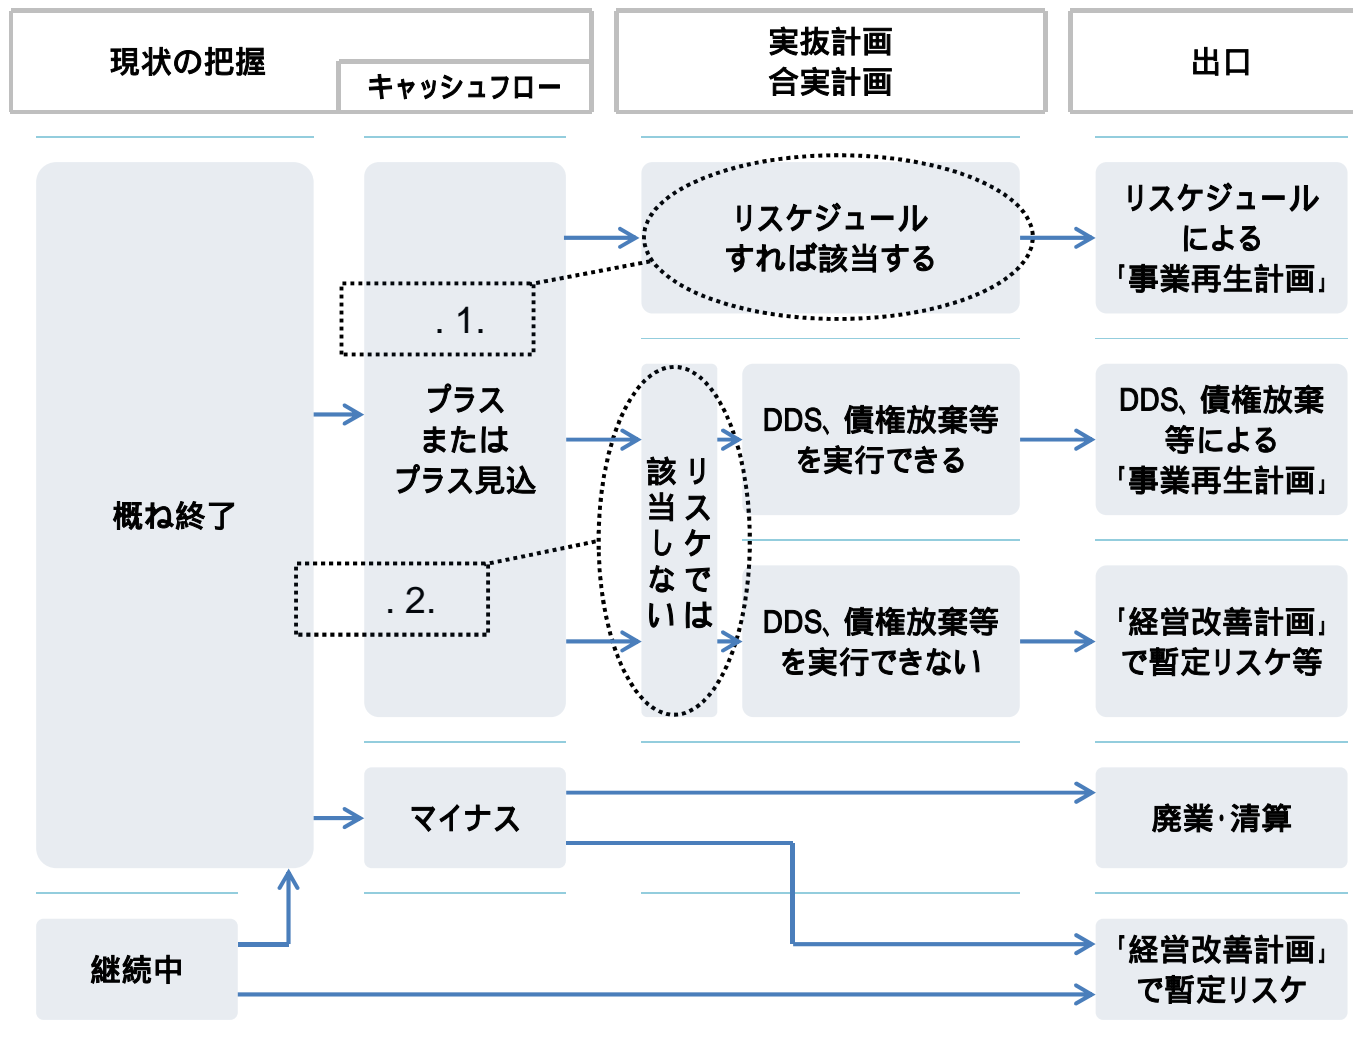 現状の把握
キャッシュフロー
実抜計画
合実計画
出口
概ね終了
継続中
プラス
または
プラス見込
マイナス
. 1.
. 2.
リスケジュール
すれば該当する
リスケでは
該当しない
DDS、債権放棄等
を実行できる
DDS、債権放棄等
を実行できない
リスケジュール
による
「事業再生計画」
DDS、債権放棄
等による
「事業再生計画」
「経営改善計画」
で暫定リスケ等
廃業・清算
「経営改善計画」
で暫定リスケ